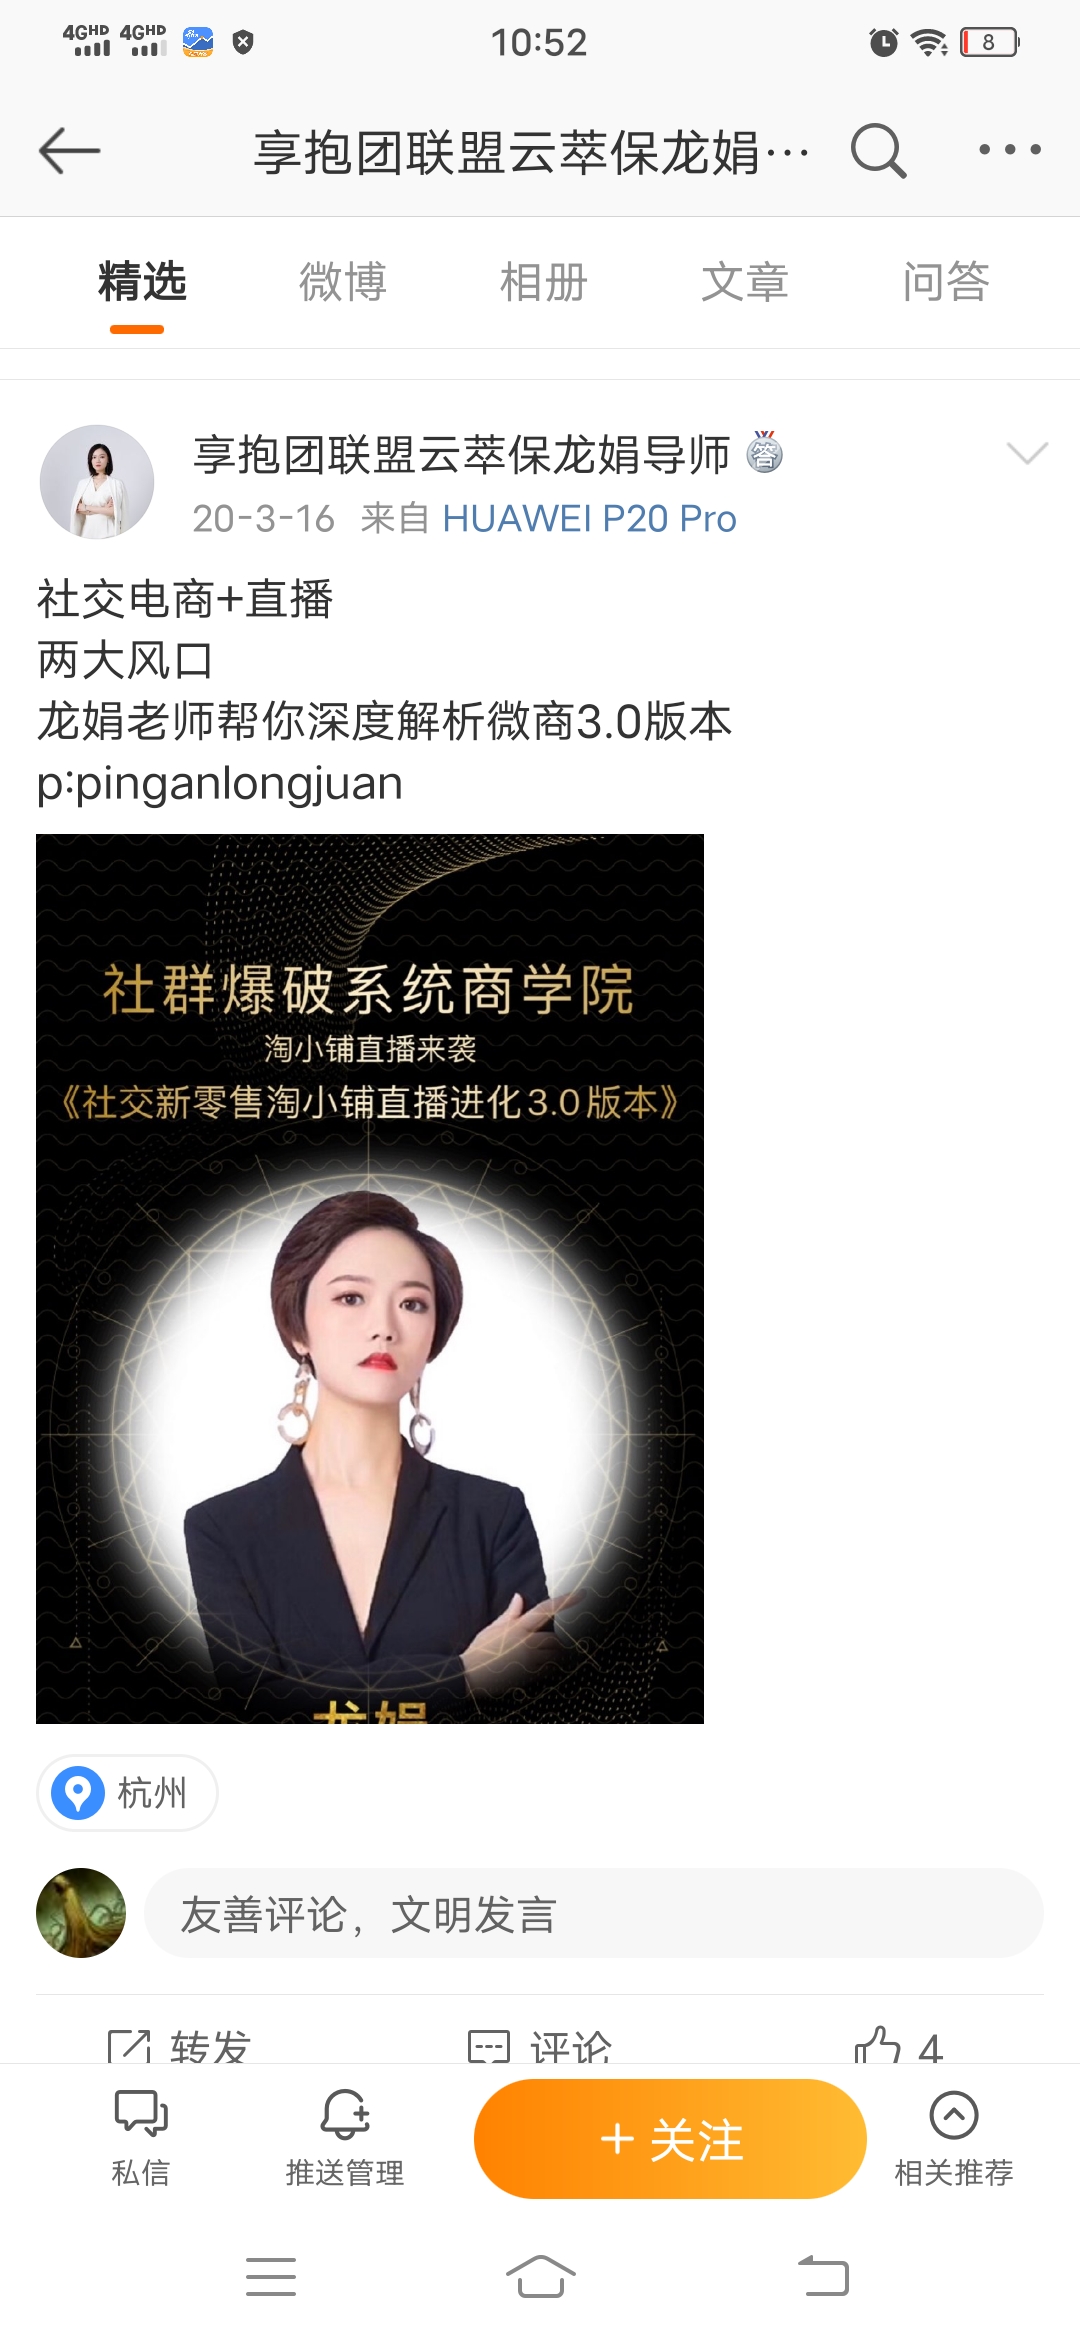 4GHD 4GHD 10:52 8
享抱团联盟云萃保龙娟···
精选 微博 相册 文章 问答
享抱团联盟云萃保龙娟导师 答
20-3-16 来自 HUAWEI P20 Pro
社交电商+直播
两大风口
龙娟老师帮你深度解析微商3.0版本
p:pinganlongjuan
社群爆破系统商学院
淘小铺直播来袭
《社交新零售淘小铺直播进化3.0版本》
龙娟
杭州
友善评论，文明发言
转发 评论 4
私信 推送管理 + 关注 相关推荐